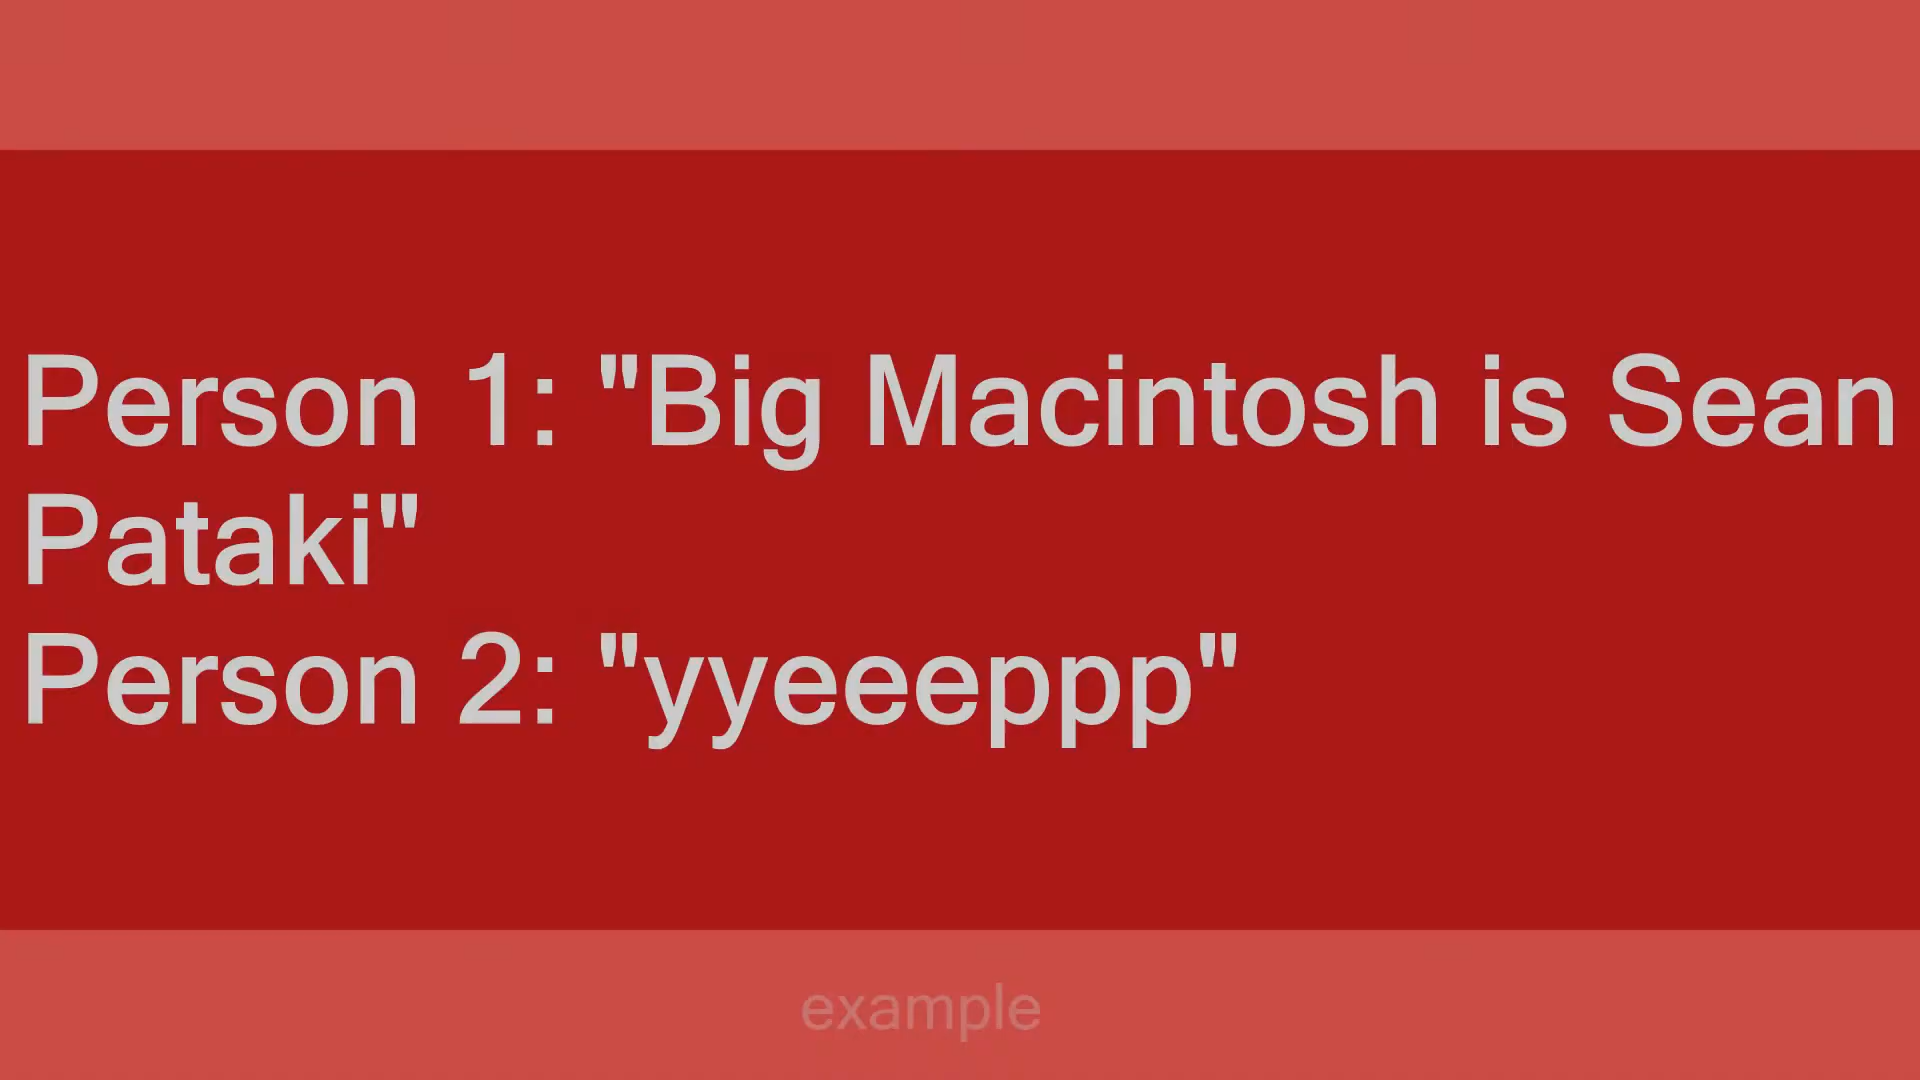 Person 1: "Big Macintosh is Sean
Pataki"
Person 2: "yyeeeppp"
example